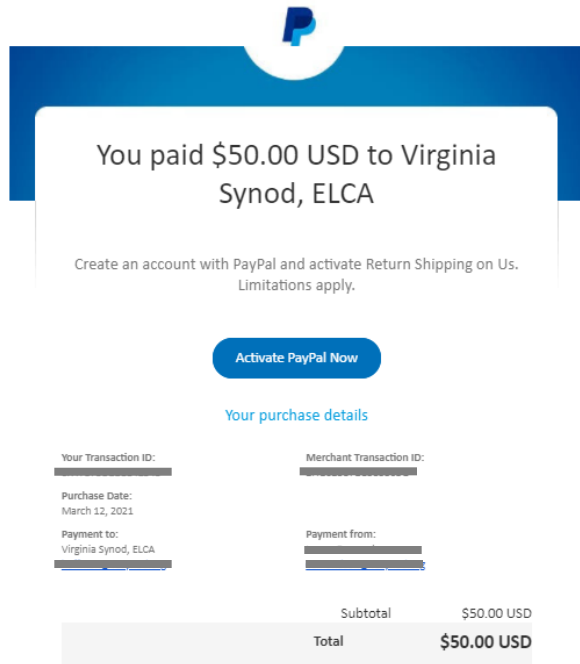 You paid $50.00 USD to Virginia
Synod, ELCA
Create an account with PayPal and activate Return Shipping on Us.
Limitations apply.
Activate PayPal Now
Your purchase details
Your Transaction ID:
Merchant Transaction ID:
Purchase Date:
March 12, 2021
Payment to:
Virginia Synod, ELCA
Payment from:
Subtotal $50.00 USD
Total $50.00 USD